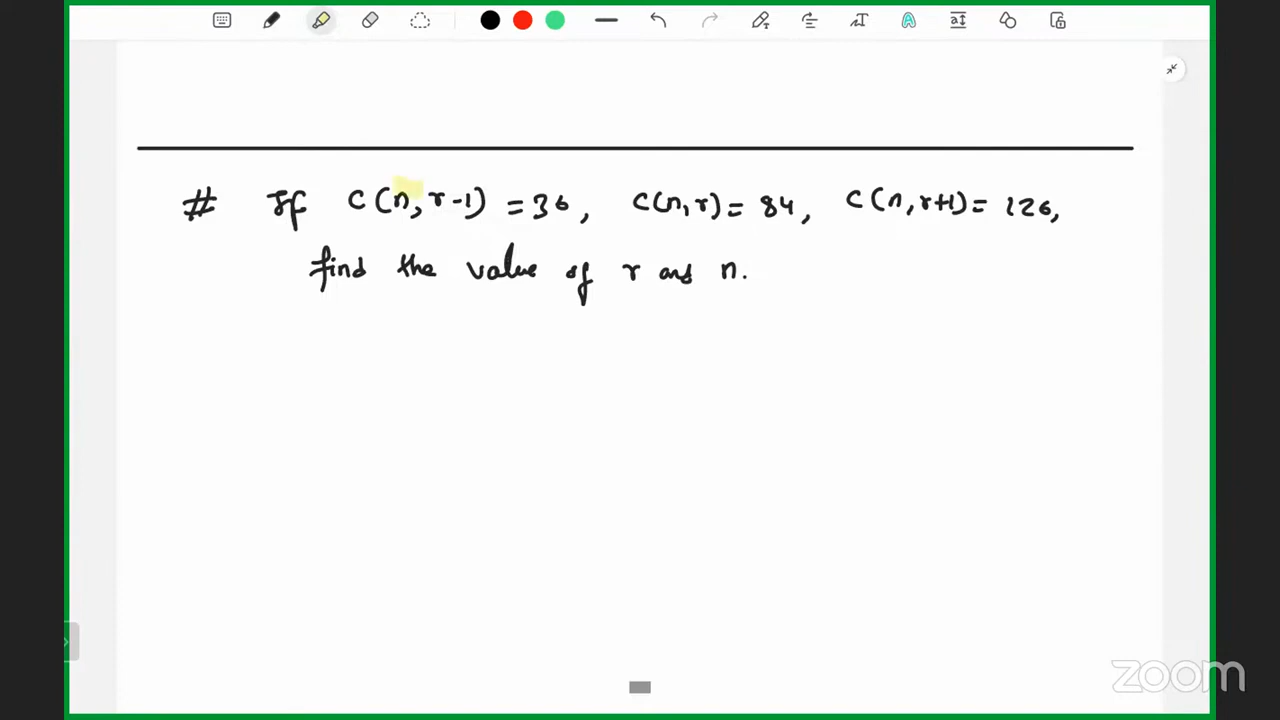 # If C(n, r-1) = 36, C(n,r) = 84, C(n, r+1) = 126,
find the value of r and n.
zoom